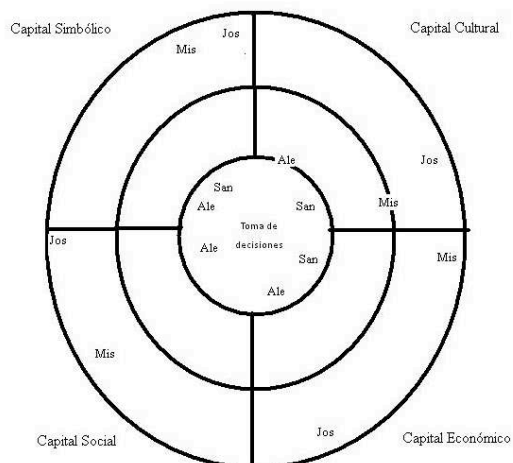 Capital Simbólico
Capital Cultural
Jos
Mis
Ale
Jos
San
Ale
San
Mis
Toma de
decisiones
Jos
Ale
San
Mis
Ale
Mis
Jos
Capital Social
Capital Económico